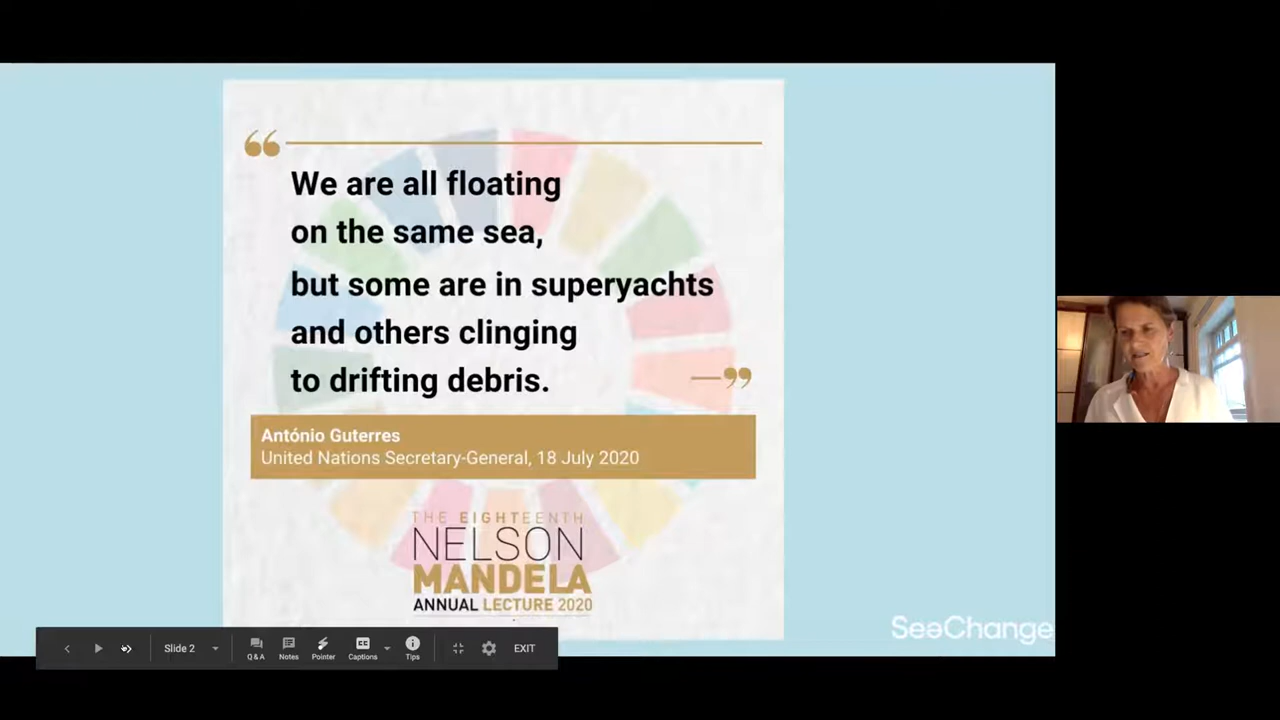 We are all floating
on the same sea,
but some are in superyachts
and others clinging
to drifting debris.
António Guterres
United Nations Secretary-General, 18 July 2020
THE EIGHTEENTH
NELSON
MANDELA
ANNUAL LECTURE 2020
SeeChange
Slide 2
Q&A
Notes
Pointer
Captions
Tips
EXIT